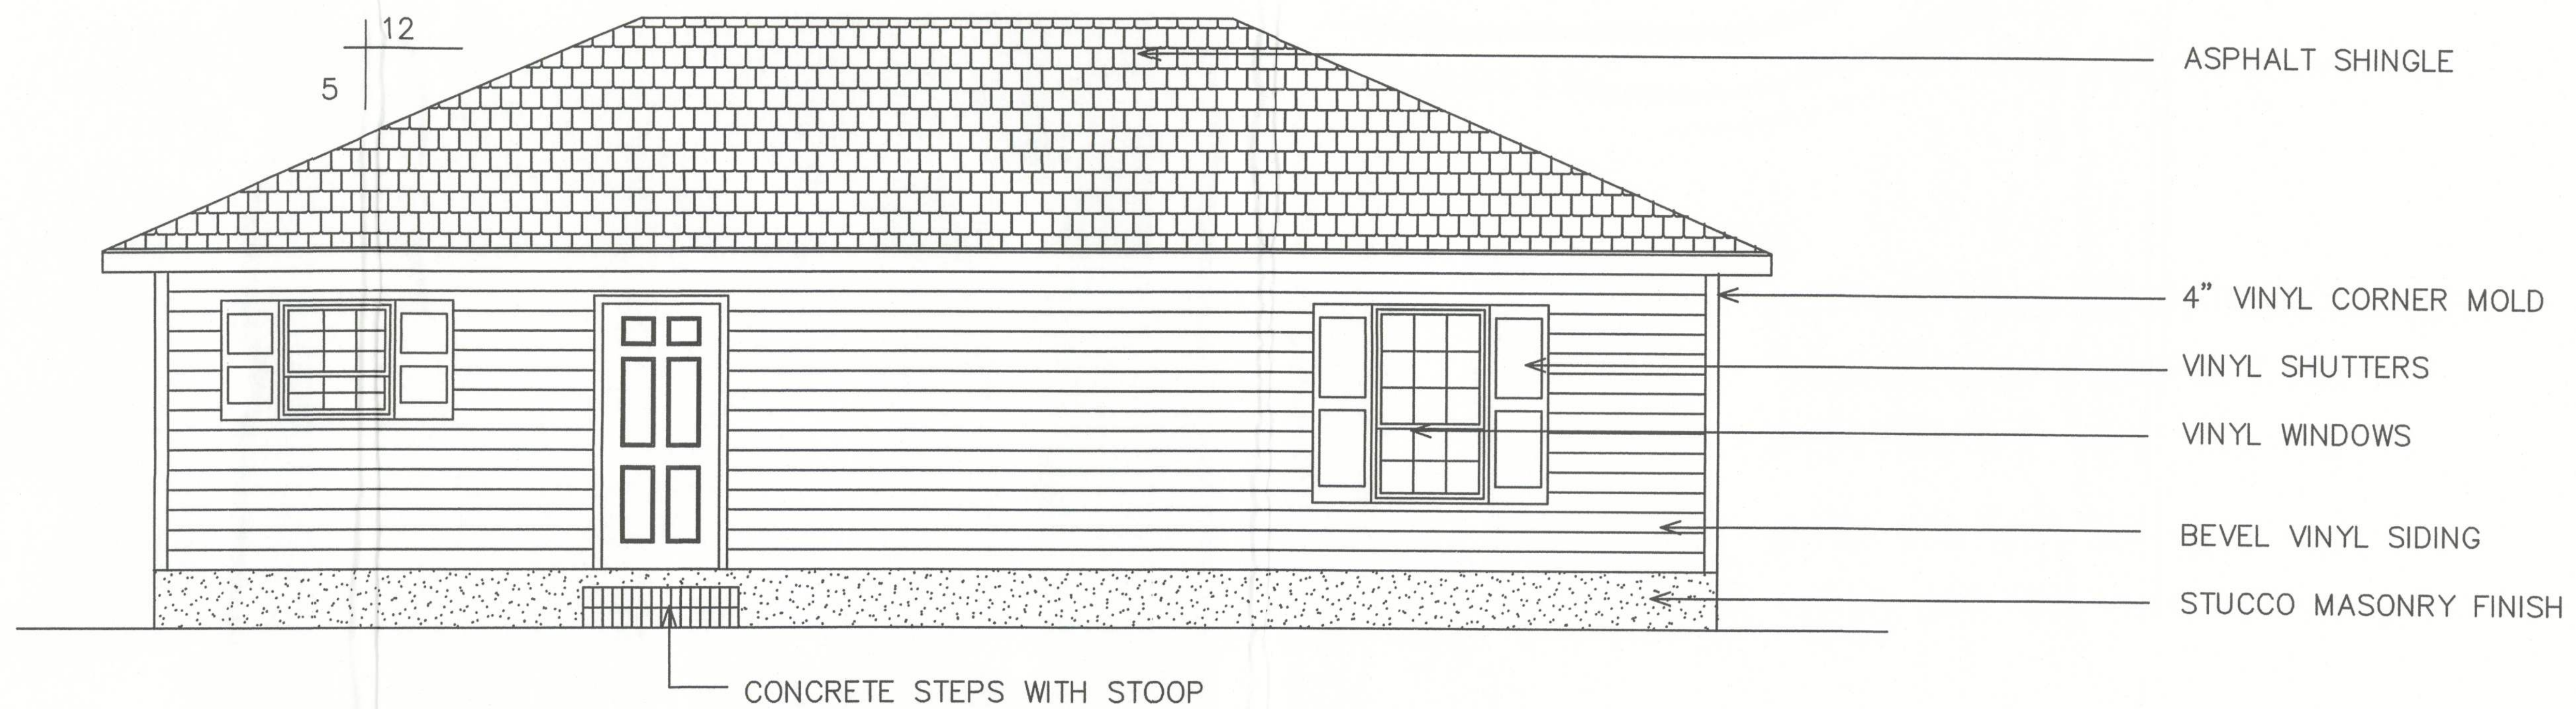 12
5
ASPHALT SHINGLE
4” VINYL CORNER MOLD
VINYL SHUTTERS
VINYL WINDOWS
BEVEL VINYL SIDING
STUCCO MASONRY FINISH
CONCRETE STEPS WITH STOOP